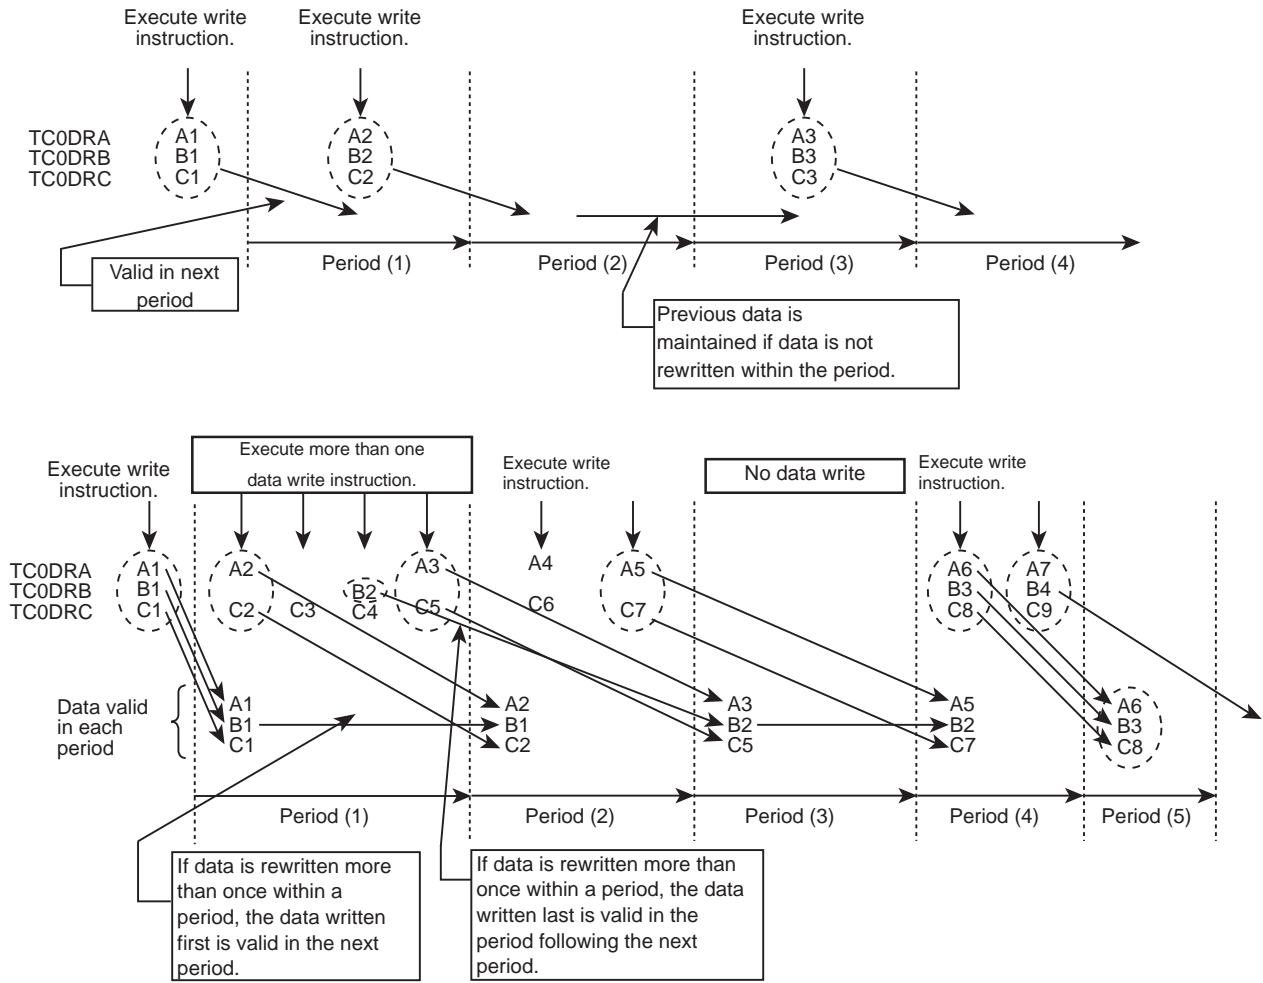 Execute write
instruction.
Execute write
instruction.
Execute write
instruction.
TC0DRA
TC0DRB
TC0DRC
A1
B1
C1
A2
B2
C2
A3
B3
C3
Period (1)
Period (2)
Period (3)
Period (4)
Valid in next
period
Previous data is
maintained if data is not
rewritten within the period.
Execute write
instruction.
Execute more than one
data write instruction.
Execute write
instruction.
No data write
Execute write
instruction.
TC0DRA
TC0DRB
TC0DRC
A1
B1
C1
A2
C2
C3
B2
C4
A3
C5
A4
C6
A5
C7
A6
B3
C8
A7
B4
C9
Data valid
in each
period
A1
B1
C1
A2
B1
C2
A3
B2
C5
A5
B2
C7
A6
B3
C8
Period (1)
Period (2)
Period (3)
Period (4)
Period (5)
If data is rewritten more
than once within a
period, the data written
first is valid in the next
period.
If data is rewritten more than
once within a period, the data
written last is valid in the
period following the next
period.